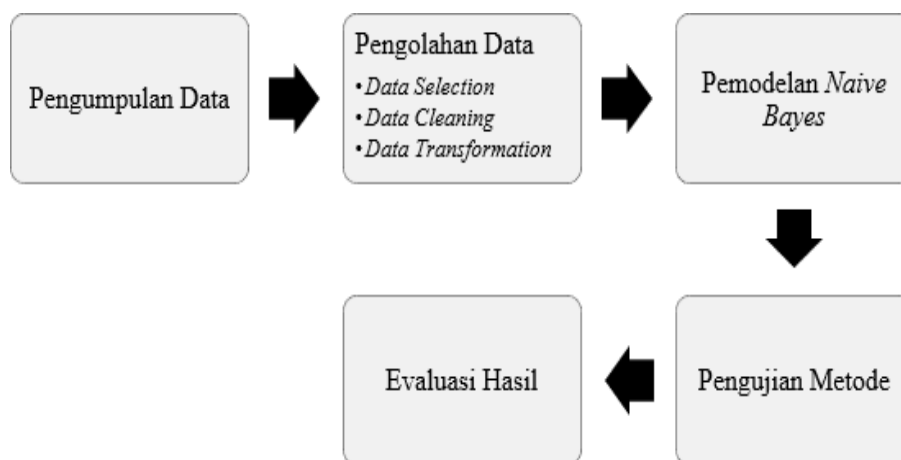 Pengumpulan Data
Pengolahan Data
•Data Selection
•Data Cleaning
•Data Transformation
Pemodelan Naive
Bayes
Pengujian Metode
Evaluasi Hasil